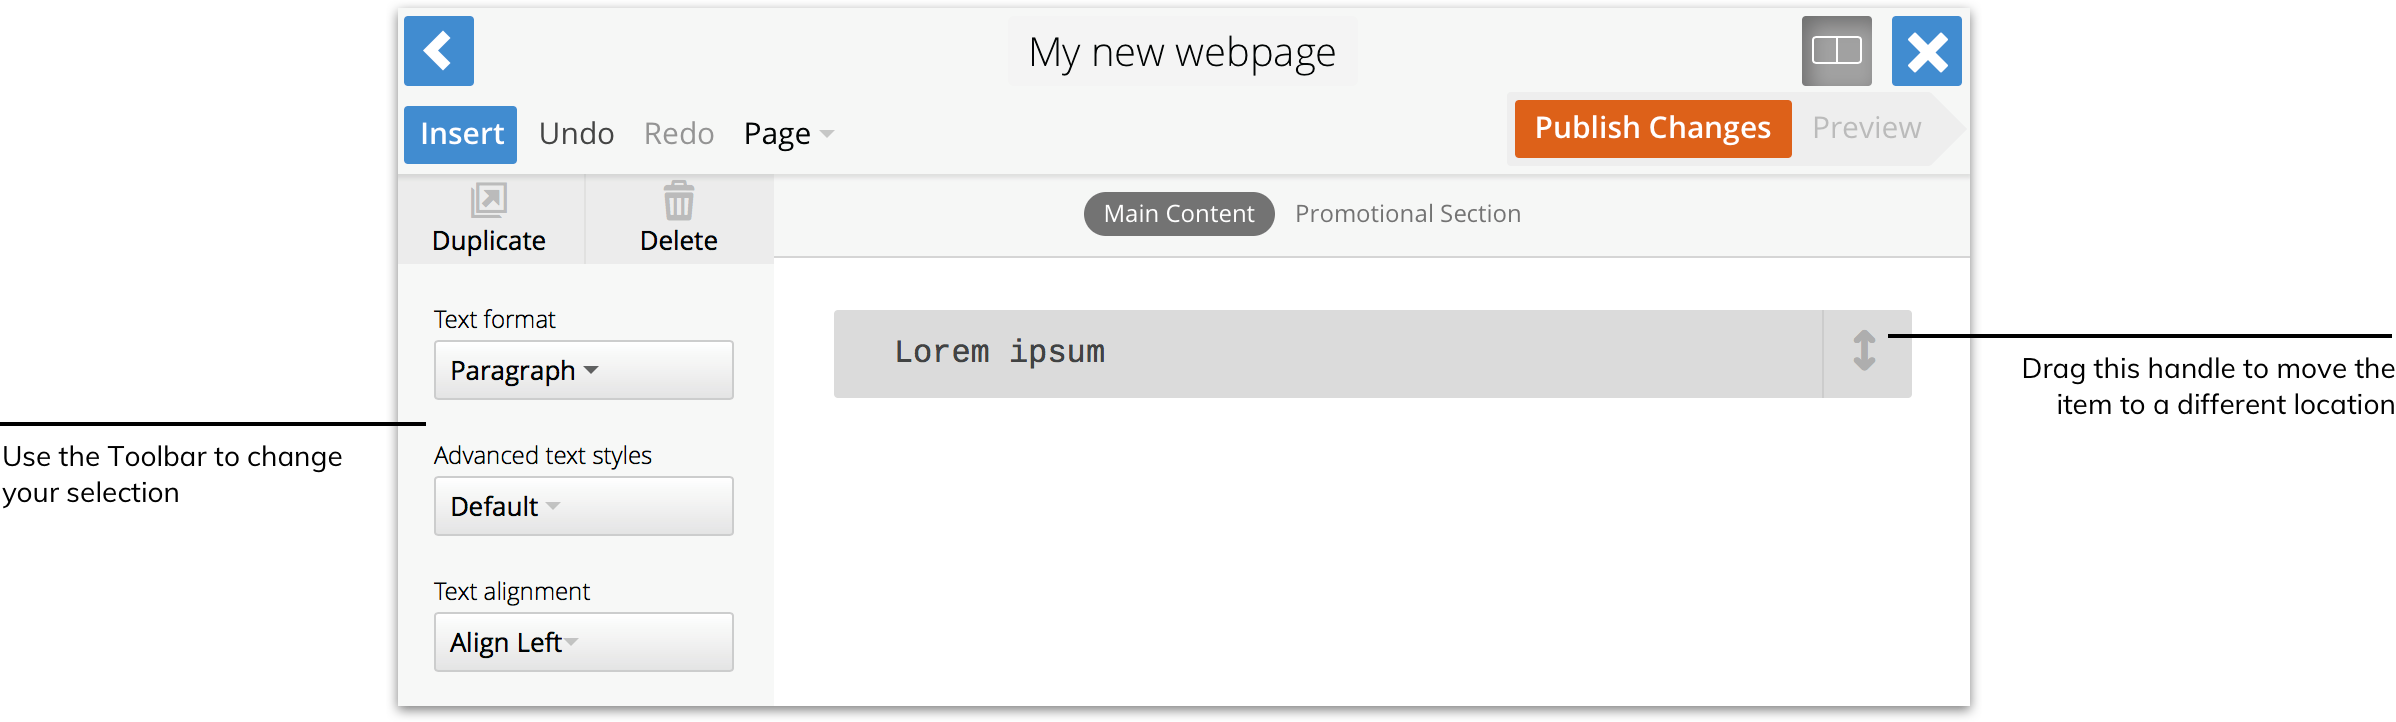 My new webpage
Insert Undo Redo Page
Publish Changes Preview
Duplicate Delete
Main Content Promotional Section
Text format
Paragraph
Lorem ipsum
Drag this handle to move the
item to a different location
Use the Toolbar to change
your selection
Advanced text styles
Default
Text alignment
Align Left